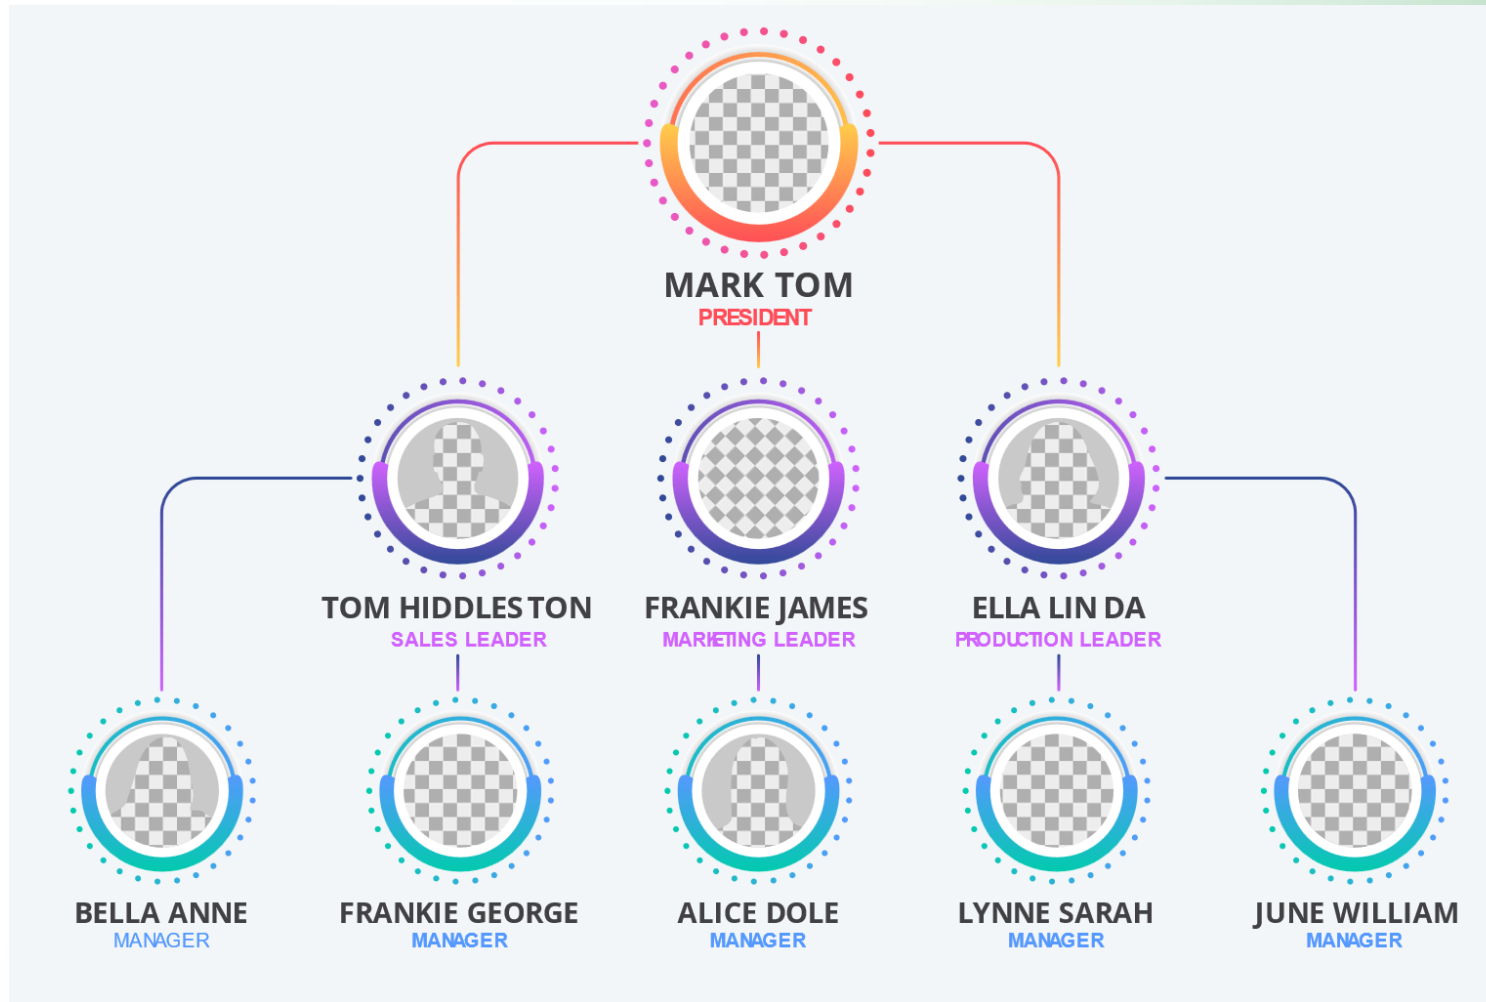 MARK TOM
PRESIDENT
TOM HIDDLESTON
SALES LEADER
FRANKIE JAMES
MARKETING LEADER
ELLA LIN DA
PRODUCTION LEADER
BELLA ANNE
MANAGER
FRANKIE GEORGE
MANAGER
ALICE DOLE
MANAGER
LYNNE SARAH
MANAGER
JUNE WILLIAM
MANAGER